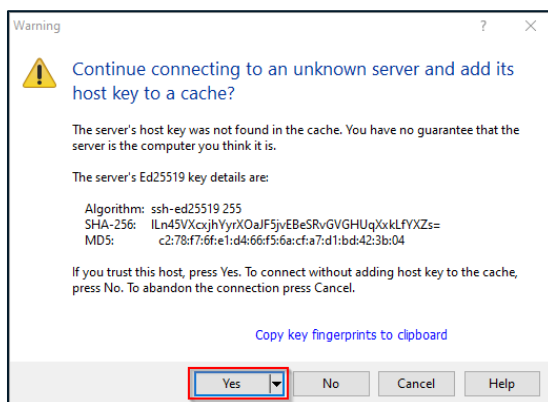 Warning
?
Continue connecting to an unknown server and add its
host key to a cache?
The server's host key was not found in the cache. You have no guarantee that the
server is the computer you think it is.
The server's Ed25519 key details are:
Algorithm: ssh-ed25519 255
SHA-256: ILn45VXcxjhYyrXOaJF5jvEBeSRvGVGHUqXxkLfYXZs=
MD5: c2:78:f7:6f:e1:d4:66:f5:6a:cf:a7:d1:bd:42:3b:04
If you trust this host, press Yes. To connect without adding host key to the cache,
press No. To abandon the connection press Cancel.
Copy key fingerprints to clipboard
Yes No Cancel Help